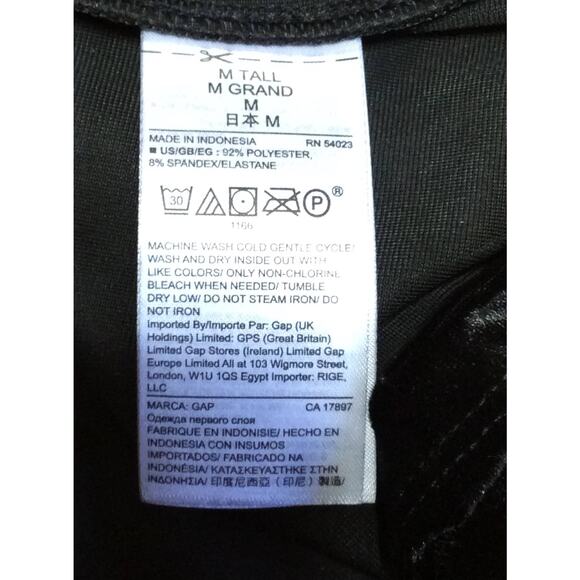 M TALL
M GRAND
M
日本 M
MADE IN INDONESIA RN 54023
■ US/GB/EG : 92% POLYESTER,
8% SPANDEX/ELASTANE
30 P ®
1166
MACHINE WASH COLD GENTLE CYCLE/
WASH AND DRY INSIDE OUT WITH
LIKE COLORS/ ONLY NON-CHLORINE
BLEACH WHEN NEEDED/ TUMBLE
DRY LOW/ DO NOT STEAM IRON/ DO
NOT IRON
Imported By/Importe Par: Gap (UK
Holdings) Limited: GPS (Great Britain)
Limited Gap Stores (Ireland) Limited Gap
Europe Limited All at 103 Wigmore Street,
London, W1U 1QS Egypt Importer: RIGE,
LLC
MARCA: GAP CA 17897
Одежда первого слоя
FABRIQUE EN INDONISIE/ HECHO EN
INDONESIA CON INSUMOS
IMPORTADOS/ FABRICADO NA
INDONÉSIA/ ΚΑΤΑΣΚΕΥΑΣΤΗΚΕ ΣΤΗΝ
ΙΝΔΟΝΗΣΙΑ/ 印度尼西亞 (印尼) 製造/